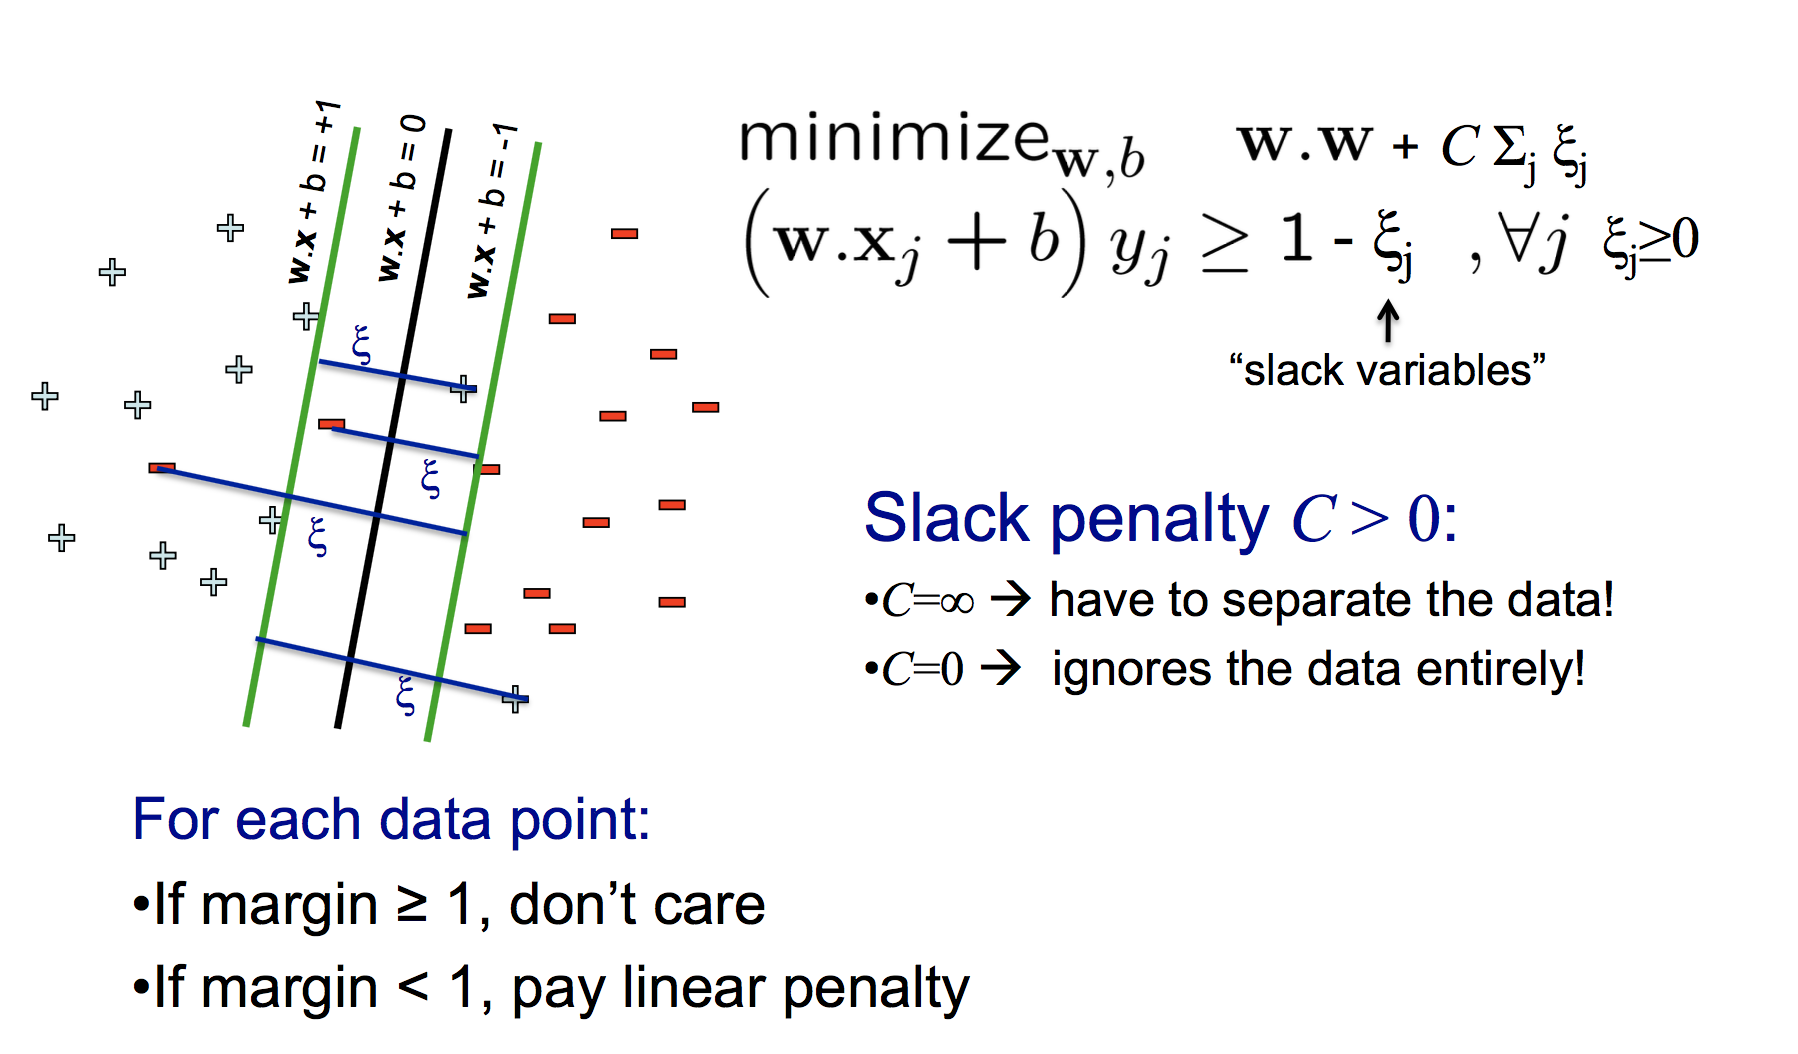 w.x + b = +1
w.x + b = 0
w.x + b = -1
ξ
ξ
ξ
ξ
minimize_{w,b} w.w + C Σ_j ξ_j
(w.x_j + b) y_j ≥ 1 - ξ_j , ∀j ξ_j≥0
“slack variables”
Slack penalty C > 0:
•C=∞ → have to separate the data!
•C=0 → ignores the data entirely!
For each data point:
•If margin ≥ 1, don’t care
•If margin < 1, pay linear penalty